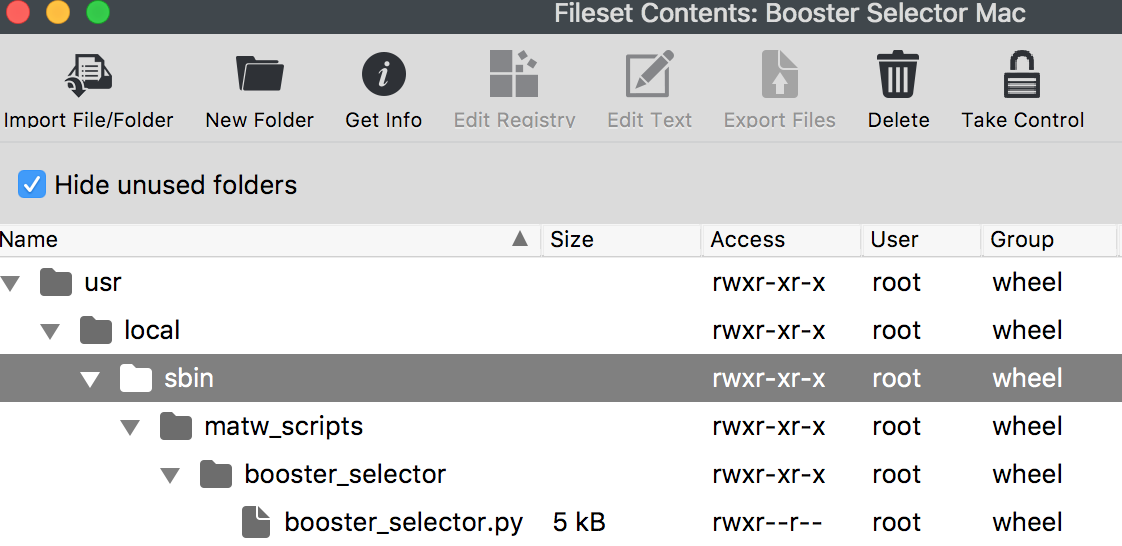 Fileset Contents: Booster Selector Mac
Import File/Folder New Folder Get Info Edit Registry Edit Text Export Files Delete Take Control
Hide unused folders
Name Size Access User Group
usr rwxr-xr-x root wheel
local rwxr-xr-x root wheel
sbin rwxr-xr-x root wheel
matw_scripts rwxr-xr-x root wheel
booster_selector rwxr-xr-x root wheel
booster_selector.py 5 kB rwxr--r-- root wheel